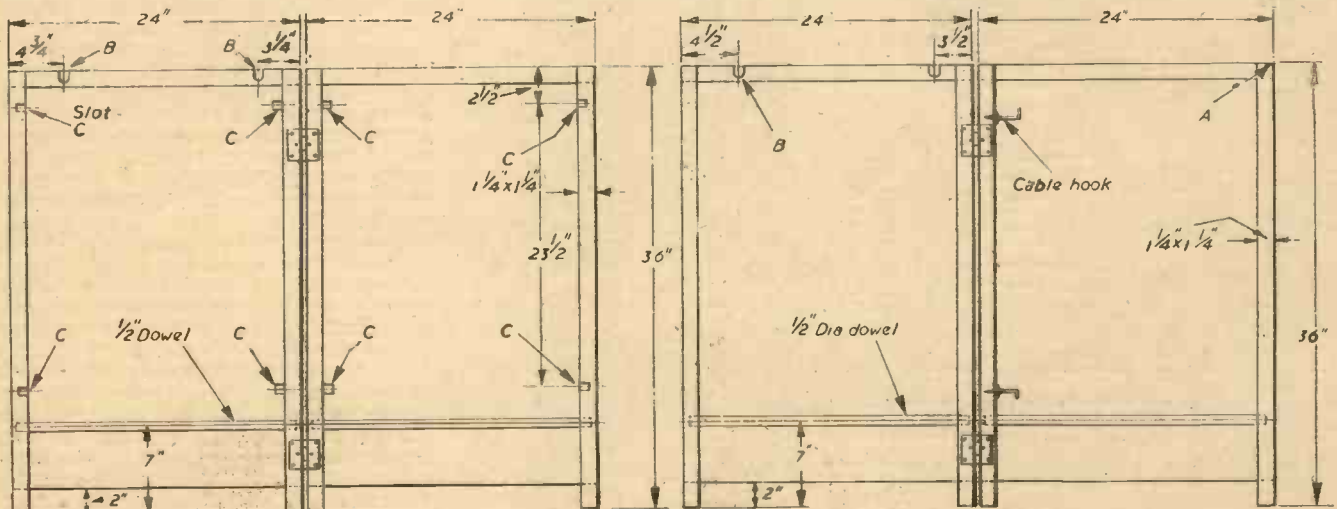 24" 24" 24 24"
4 3/4" B B 3 1/4" 4 1/2" 3 1/2"
2 1/2"
Slot
C C C C B A
Cable hook
1 1/4"x1 1/4"
1 1/4"x1 1/4"
23 1/2" 36" 36"
C 1/2" Dowel C C C 1/2" Dia dowel
7" 7"
2" 2"